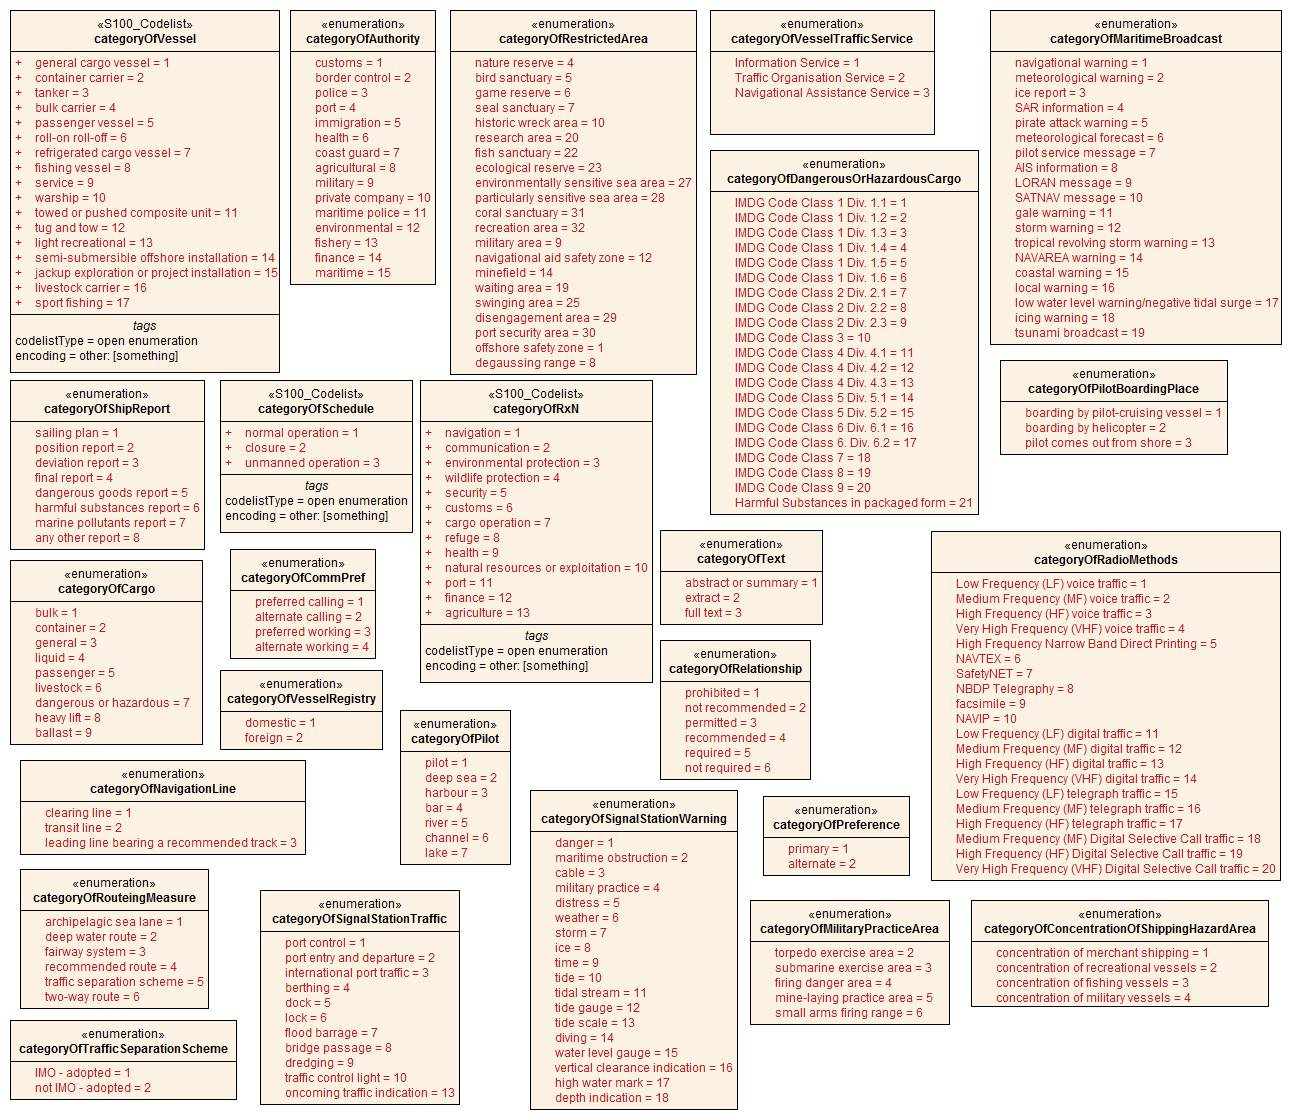 «S100_Codelist»
categoryOfVessel
+ general cargo vessel = 1
+ container carrier = 2
+ tanker = 3
+ bulk carrier = 4
+ passenger vessel = 5
+ roll-on roll-off = 6
+ refrigerated cargo vessel = 7
+ fishing vessel = 8
+ service = 9
+ warship = 10
+ towed or pushed composite unit = 11
+ tug and tow = 12
+ light recreational = 13
+ semi-submersible offshore installation = 14
+ jackup exploration or project installation = 15
+ livestock carrier = 16
+ sport fishing = 17
tags
codelistType = open enumeration
encoding = other: [something]
«enumeration»
categoryOfAuthority
customs = 1
border control = 2
police = 3
port = 4
immigration = 5
health = 6
coast guard = 7
agricultural = 8
military = 9
private company = 10
maritime police = 11
environmental = 12
fishery = 13
finance = 14
maritime = 15
«enumeration»
categoryOfRestrictedArea
nature reserve = 4
bird sanctuary = 5
game reserve = 6
seal sanctuary = 7
historic wreck area = 10
research area = 20
fish sanctuary = 22
ecological reserve = 23
environmentally sensitive sea area = 27
particularly sensitive sea area = 28
coral sanctuary = 31
recreation area = 32
military area = 9
navigational aid safety zone = 12
minefield = 14
waiting area = 19
swinging area = 25
disengagement area = 29
port security area = 30
offshore safety zone = 1
degaussing range = 8
«enumeration»
categoryOfVesselTrafficService
Information Service = 1
Traffic Organisation Service = 2
Navigational Assistance Service = 3
«enumeration»
categoryOfDangerousOrHazardousCargo
IMDG Code Class 1 Div. 1.1 = 1
IMDG Code Class 1 Div. 1.2 = 2
IMDG Code Class 1 Div. 1.3 = 3
IMDG Code Class 1 Div. 1.4 = 4
IMDG Code Class 1 Div. 1.5 = 5
IMDG Code Class 1 Div. 1.6 = 6
IMDG Code Class 2 Div. 2.1 = 7
IMDG Code Class 2 Div. 2.2 = 8
IMDG Code Class 2 Div. 2.3 = 9
IMDG Code Class 3 = 10
IMDG Code Class 4 Div. 4.1 = 11
IMDG Code Class 4 Div. 4.2 = 12
IMDG Code Class 4 Div. 4.3 = 13
IMDG Code Class 5 Div. 5.1 = 14
IMDG Code Class 5 Div. 5.2 = 15
IMDG Code Class 6 Div. 6.1 = 16
IMDG Code Class 6. Div. 6.2 = 17
IMDG Code Class 7 = 18
IMDG Code Class 8 = 19
IMDG Code Class 9 = 20
Harmful Substances in packaged form = 21
«enumeration»
categoryOfMaritimeBroadcast
navigational warning = 1
meteorological warning = 2
ice report = 3
SAR information = 4
pirate attack warning = 5
meteorological forecast = 6
pilot service message = 7
AIS information = 8
LORAN message = 9
SATNAV message = 10
gale warning = 11
storm warning = 12
tropical revolving storm warning = 13
NAVAREA warning = 14
coastal warning = 15
local warning = 16
low water level warning/negative tidal surge = 17
icing warning = 18
tsunami broadcast = 19
«enumeration»
categoryOfPilotBoardingPlace
boarding by pilot-cruising vessel = 1
boarding by helicopter = 2
pilot comes out from shore = 3
«enumeration»
categoryOfShipReport
sailing plan = 1
position report = 2
deviation report = 3
final report = 4
dangerous goods report = 5
harmful substances report = 6
marine pollutants report = 7
any other report = 8
«S100_Codelist»
categoryOfSchedule
+ normal operation = 1
+ closure = 2
+ unmanned operation = 3
tags
codelistType = open enumeration
encoding = other: [something]
«S100_Codelist»
categoryOfRxN
+ navigation = 1
+ communication = 2
+ environmental protection = 3
+ wildlife protection = 4
+ security = 5
+ customs = 6
+ cargo operation = 7
+ refuge = 8
+ health = 9
+ natural resources or exploitation = 10
+ port = 11
+ finance = 12
+ agriculture = 13
tags
codelistType = open enumeration
encoding = other: [something]
«enumeration»
categoryOfCargo
bulk = 1
container = 2
general = 3
liquid = 4
passenger = 5
livestock = 6
dangerous or hazardous = 7
heavy lift = 8
ballast = 9
«enumeration»
categoryOfCommPref
preferred calling = 1
alternate calling = 2
preferred working = 3
alternate working = 4
«enumeration»
categoryOfVesselRegistry
domestic = 1
foreign = 2
«enumeration»
categoryOfText
abstract or summary = 1
extract = 2
full text = 3
«enumeration»
categoryOfRelationship
prohibited = 1
not recommended = 2
permitted = 3
recommended = 4
required = 5
not required = 6
«enumeration»
categoryOfRadioMethods
Low Frequency (LF) voice traffic = 1
Medium Frequency (MF) voice traffic = 2
High Frequency (HF) voice traffic = 3
Very High Frequency (VHF) voice traffic = 4
High Frequency Narrow Band Direct Printing = 5
NAVTEX = 6
SafetyNET = 7
NBDP Telegraphy = 8
facsimile = 9
NAVIP = 10
Low Frequency (LF) digital traffic = 11
Medium Frequency (MF) digital traffic = 12
High Frequency (HF) digital traffic = 13
Very High Frequency (VHF) digital traffic = 14
Low Frequency (LF) telegraph traffic = 15
Medium Frequency (MF) telegraph traffic = 16
High Frequency (HF) telegraph traffic = 17
Medium Frequency (MF) Digital Selective Call traffic = 18
High Frequency (HF) Digital Selective Call traffic = 19
Very High Frequency (VHF) Digital Selective Call traffic = 20
«enumeration»
categoryOfNavigationLine
clearing line = 1
transit line = 2
leading line bearing a recommended track = 3
«enumeration»
categoryOfPilot
pilot = 1
deep sea = 2
harbour = 3
bar = 4
river = 5
channel = 6
lake = 7
«enumeration»
categoryOfSignalStationWarning
danger = 1
maritime obstruction = 2
cable = 3
military practice = 4
distress = 5
weather = 6
storm = 7
ice = 8
time = 9
tide = 10
tidal stream = 11
tide gauge = 12
tide scale = 13
diving = 14
water level gauge = 15
vertical clearance indication = 16
high water mark = 17
depth indication = 18
«enumeration»
categoryOfPreference
primary = 1
alternate = 2
«enumeration»
categoryOfRouteingMeasure
archipelagic sea lane = 1
deep water route = 2
fairway system = 3
recommended route = 4
traffic separation scheme = 5
two-way route = 6
«enumeration»
categoryOfSignalStationTraffic
port control = 1
port entry and departure = 2
international port traffic = 3
berthing = 4
dock = 5
lock = 6
flood barrage = 7
bridge passage = 8
dredging = 9
traffic control light = 10
oncoming traffic indication = 13
«enumeration»
categoryOfMilitaryPracticeArea
torpedo exercise area = 2
submarine exercise area = 3
firing danger area = 4
mine-laying practice area = 5
small arms firing range = 6
«enumeration»
categoryOfConcentrationOfShippingHazardArea
concentration of merchant shipping = 1
concentration of recreational vessels = 2
concentration of fishing vessels = 3
concentration of military vessels = 4
«enumeration»
categoryOfTrafficSeparationScheme
IMO - adopted = 1
not IMO - adopted = 2